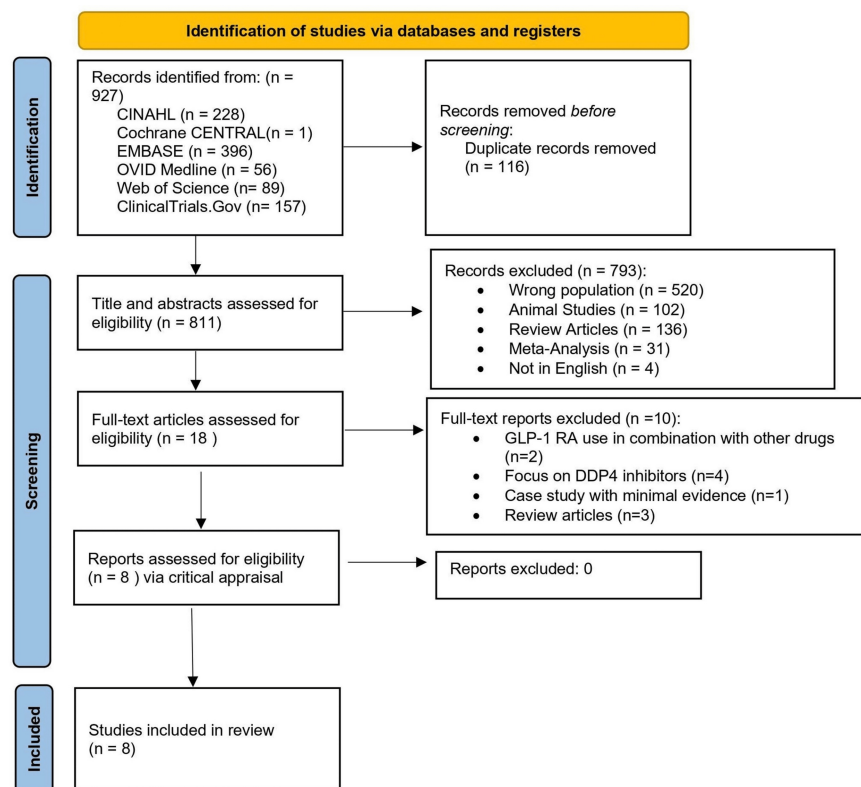 Identification of studies via databases and registers
Identification
Records identified from: (n =
927)
CINAHL (n = 228)
Cochrane CENTRAL(n = 1)
EMBASE (n = 396)
OVID Medline (n = 56)
Web of Science (n= 89)
ClinicalTrials.Gov (n= 157)
Records removed before
screening:
Duplicate records removed
(n = 116)
Screening
Title and abstracts assessed for
eligibility (n = 811)
Records excluded (n = 793):
• Wrong population (n = 520)
• Animal Studies (n = 102)
• Review Articles (n = 136)
• Meta-Analysis (n = 31)
• Not in English (n = 4)
Full-text articles assessed for
eligibility (n = 18 )
Full-text reports excluded (n =10):
• GLP-1 RA use in combination with other drugs
(n=2)
• Focus on DDP4 inhibitors (n=4)
• Case study with minimal evidence (n=1)
• Review articles (n=3)
Reports assessed for eligibility
(n = 8 ) via critical appraisal
Reports excluded: 0
Included
Studies included in review
(n = 8)